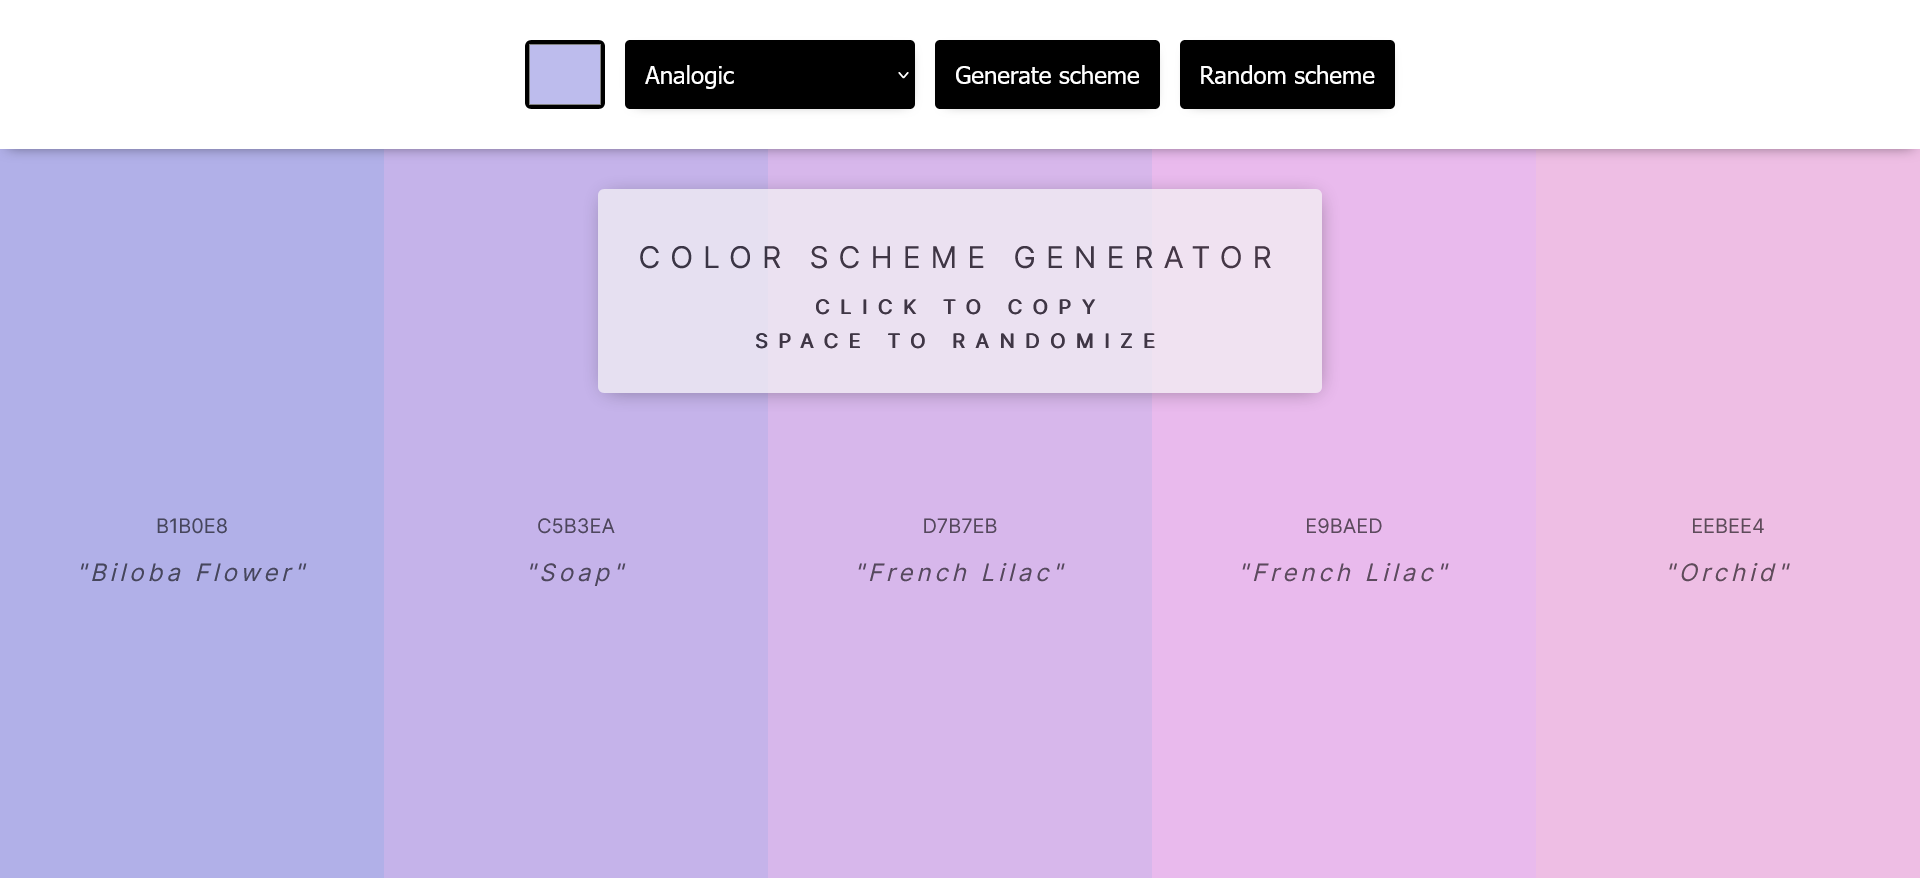 Analogic
Generate scheme
Random scheme
COLOR SCHEME GENERATOR
CLICK TO COPY
SPACE TO RANDOMIZE
B1B0E8
"Biloba Flower"
C5B3EA
"Soap"
D7B7EB
"French Lilac"
E9BAED
"French Lilac"
EEBEE4
"Orchid"